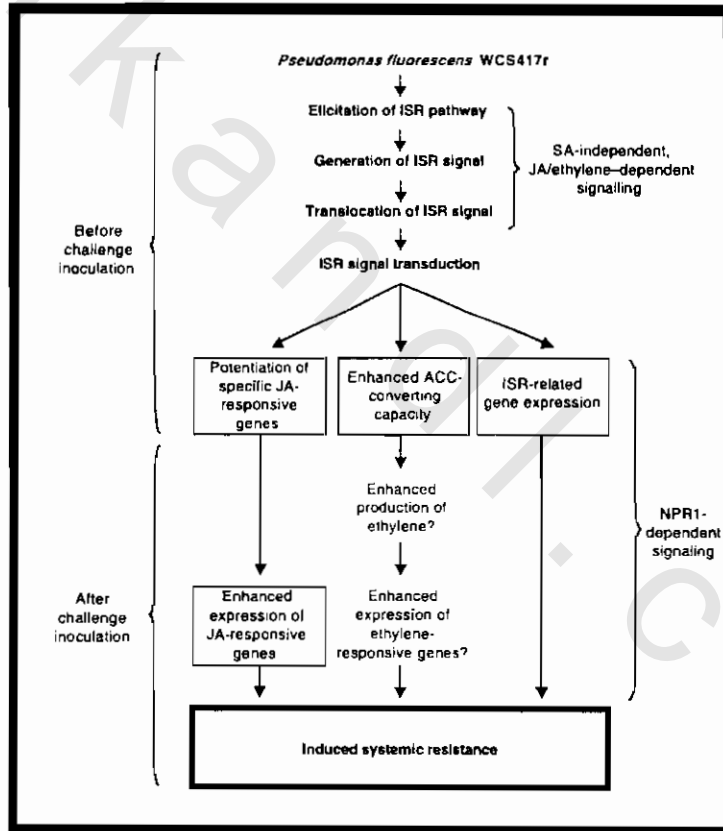 Pseudomonas fluorescens WCS417r
Elicitation of ISR pathway
Generation of ISR signal
Translocation of ISR signal
SA-independent,
JA/ethylene–dependent
signalling
ISR signal transduction
Before
challenge
inoculation
Potentiation of
specific JA-
responsive
genes
Enhanced ACC-
converting
capacity
ISR-related
gene expression
Enhanced
production of
ethylene?
NPR1-
dependent
signaling
After
challenge
inoculation
Enhanced
expression of
JA-responsive
genes
Enhanced
expression of
ethylene-
responsive genes?
Induced systemic resistance
k a n d l . c